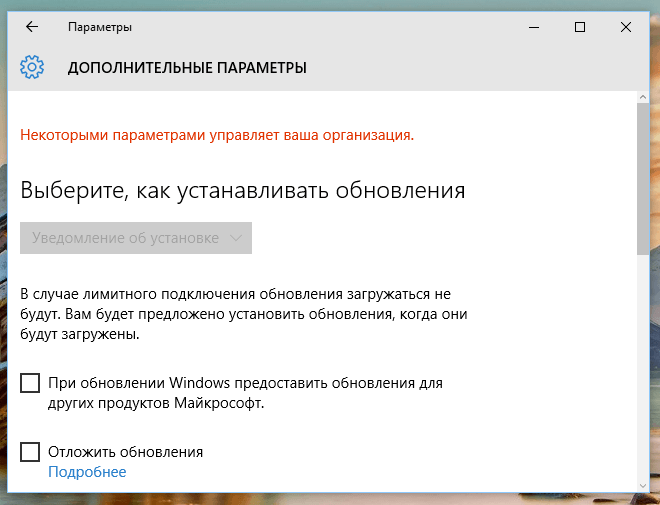 Параметры
ДОПОЛНИТЕЛЬНЫЕ ПАРАМЕТРЫ
Некоторыми параметрами управляет ваша организация.
Выберите, как устанавливать обновления
Уведомление об установке
В случае лимитного подключения обновления загружаться не
будут. Вам будет предложено установить обновления, когда они
будут загружены.
При обновлении Windows предоставить обновления для
других продуктов Майкрософт.
Отложить обновления
Подробнее